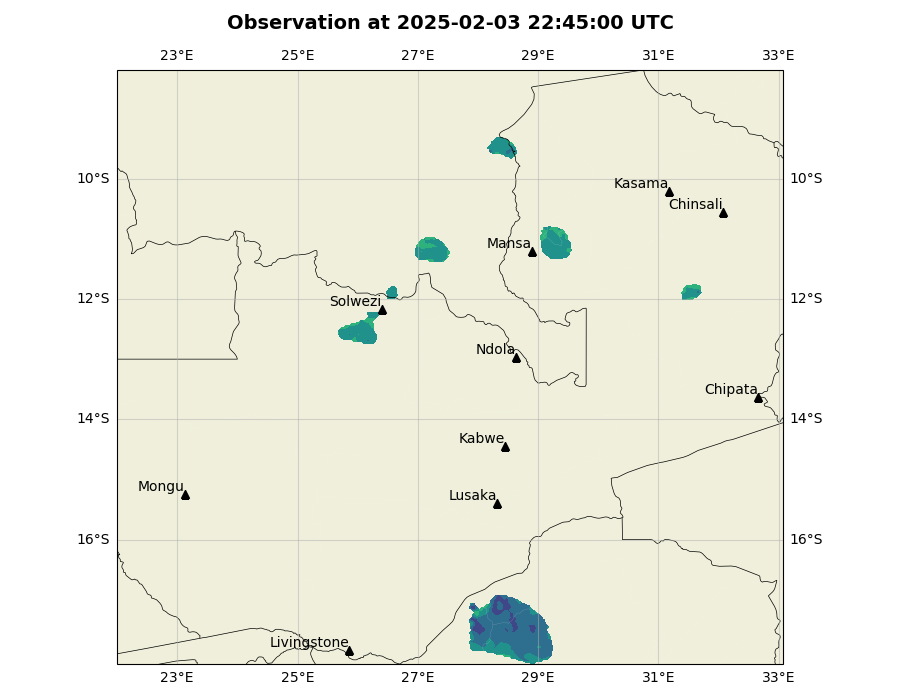 Observation at 2025-02-03 22:45:00 UTC
23°E 25°E 27°E 29°E 31°E 33°E
10°S 10°S
Kasama
Chinsali
Mansa
12°S 12°S
Solwezi
Ndola
Chipata
14°S 14°S
Kabwe
Mongu
Lusaka
16°S 16°S
Livingstone
23°E 25°E 27°E 29°E 31°E 33°E